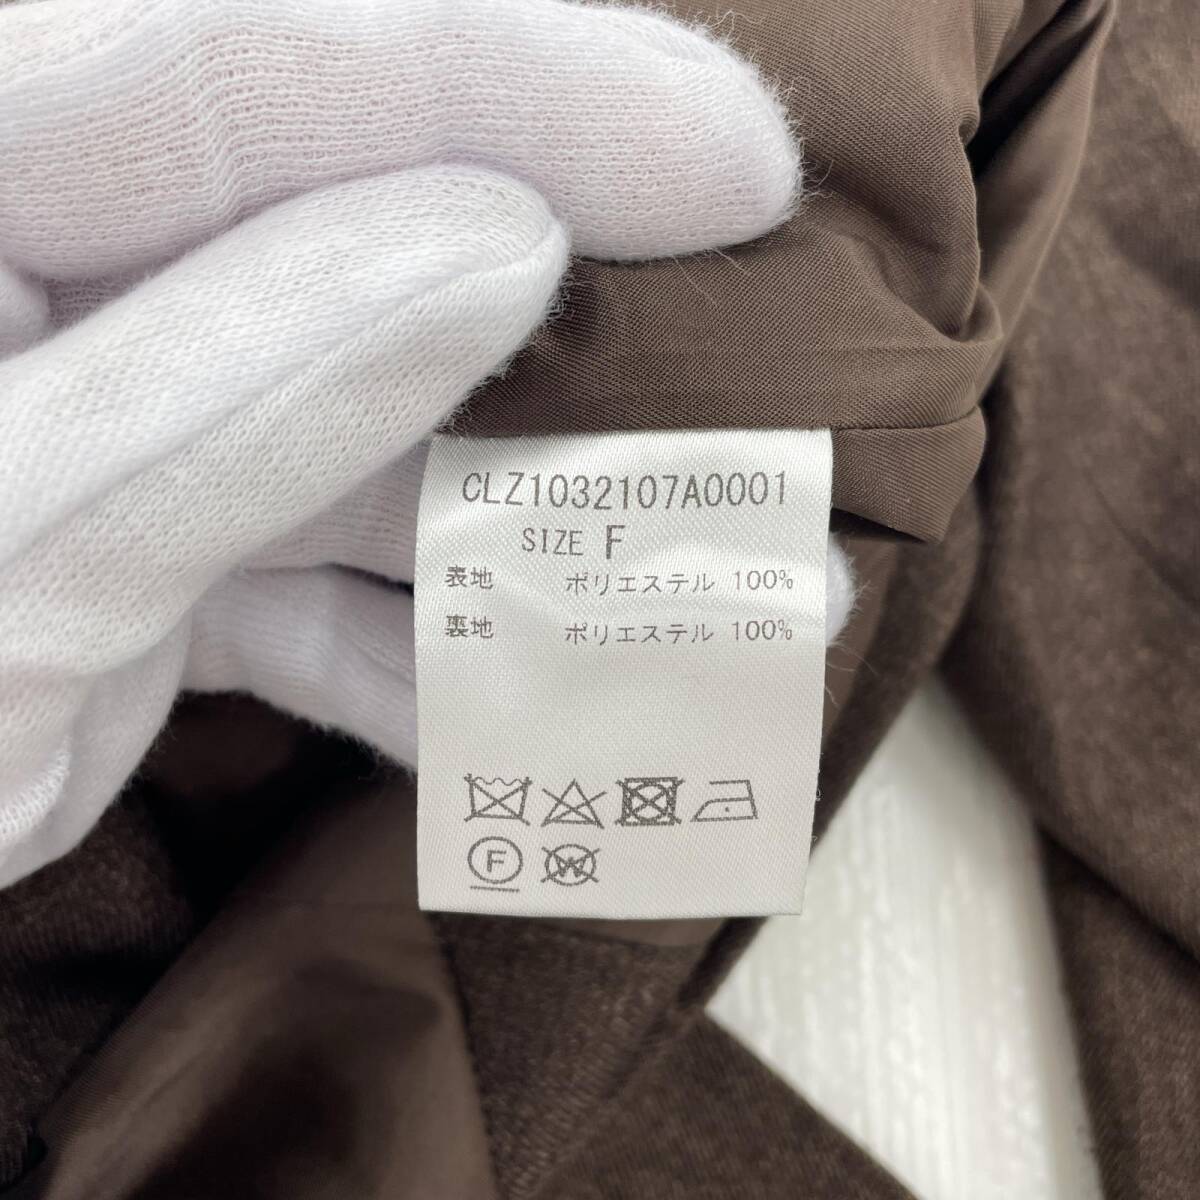 CLZ1032107A0001
SIZE F
表地 ポリエステル 100%
裏地 ポリエステル 100%
F W